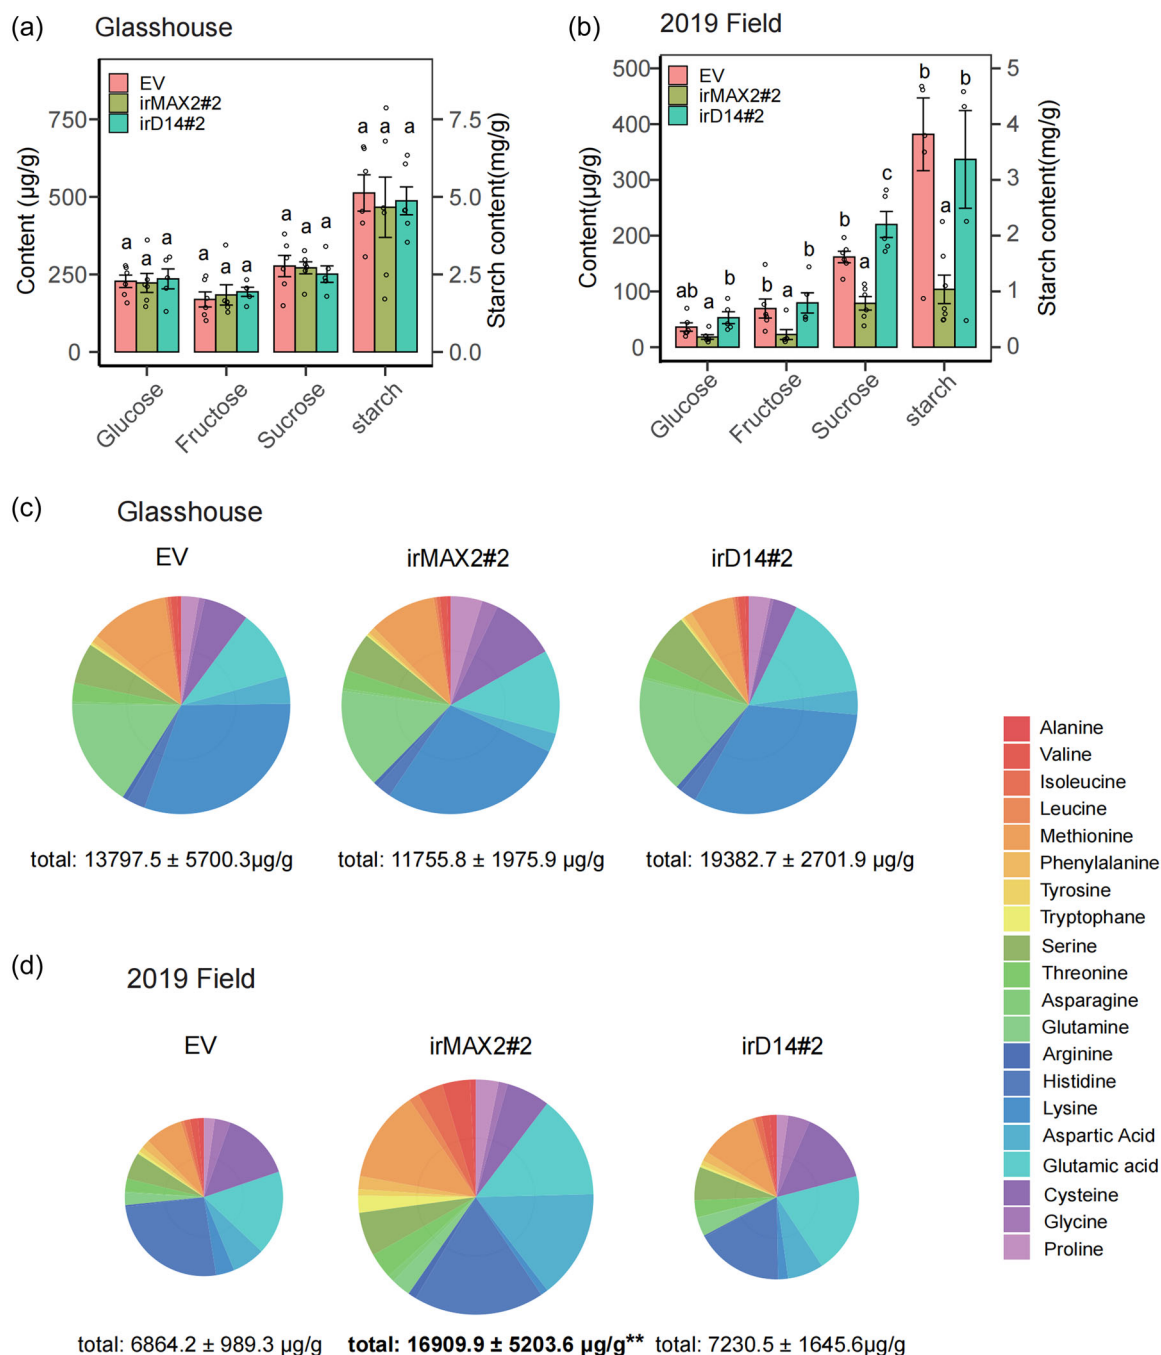 (a) Glasshouse
EV
irMAX2#2
irD14#2
Content (µg/g)
750
500
250
0
a a a
a a a
a a a
a a a
7.5
5.0
2.5
0.0
Starch content(mg/g)
Glucose
Fructose
Sucrose
starch
(b) 2019 Field
EV
irMAX2#2
irD14#2
Content(µg/g)
500
400
300
200
100
0
ab a b
b a b
b a c
b a b
5
4
3
2
1
0
Starch content(mg/g)
Glucose
Fructose
Sucrose
starch
(c) Glasshouse
EV irMAX2#2 irD14#2
total: 13797.5 ± 5700.3µg/g total: 11755.8 ± 1975.9 µg/g total: 19382.7 ± 2701.9 µg/g
Alanine
Valine
Isoleucine
Leucine
Methionine
Phenylalanine
Tyrosine
Tryptophane
Serine
Threonine
Asparagine
Glutamine
Arginine
Histidine
Lysine
Aspartic Acid
Glutamic acid
Cysteine
Glycine
Proline
(d) 2019 Field
EV irMAX2#2 irD14#2
total: 6864.2 ± 989.3 µg/g total: 16909.9 ± 5203.6 µg/g** total: 7230.5 ± 1645.6µg/g